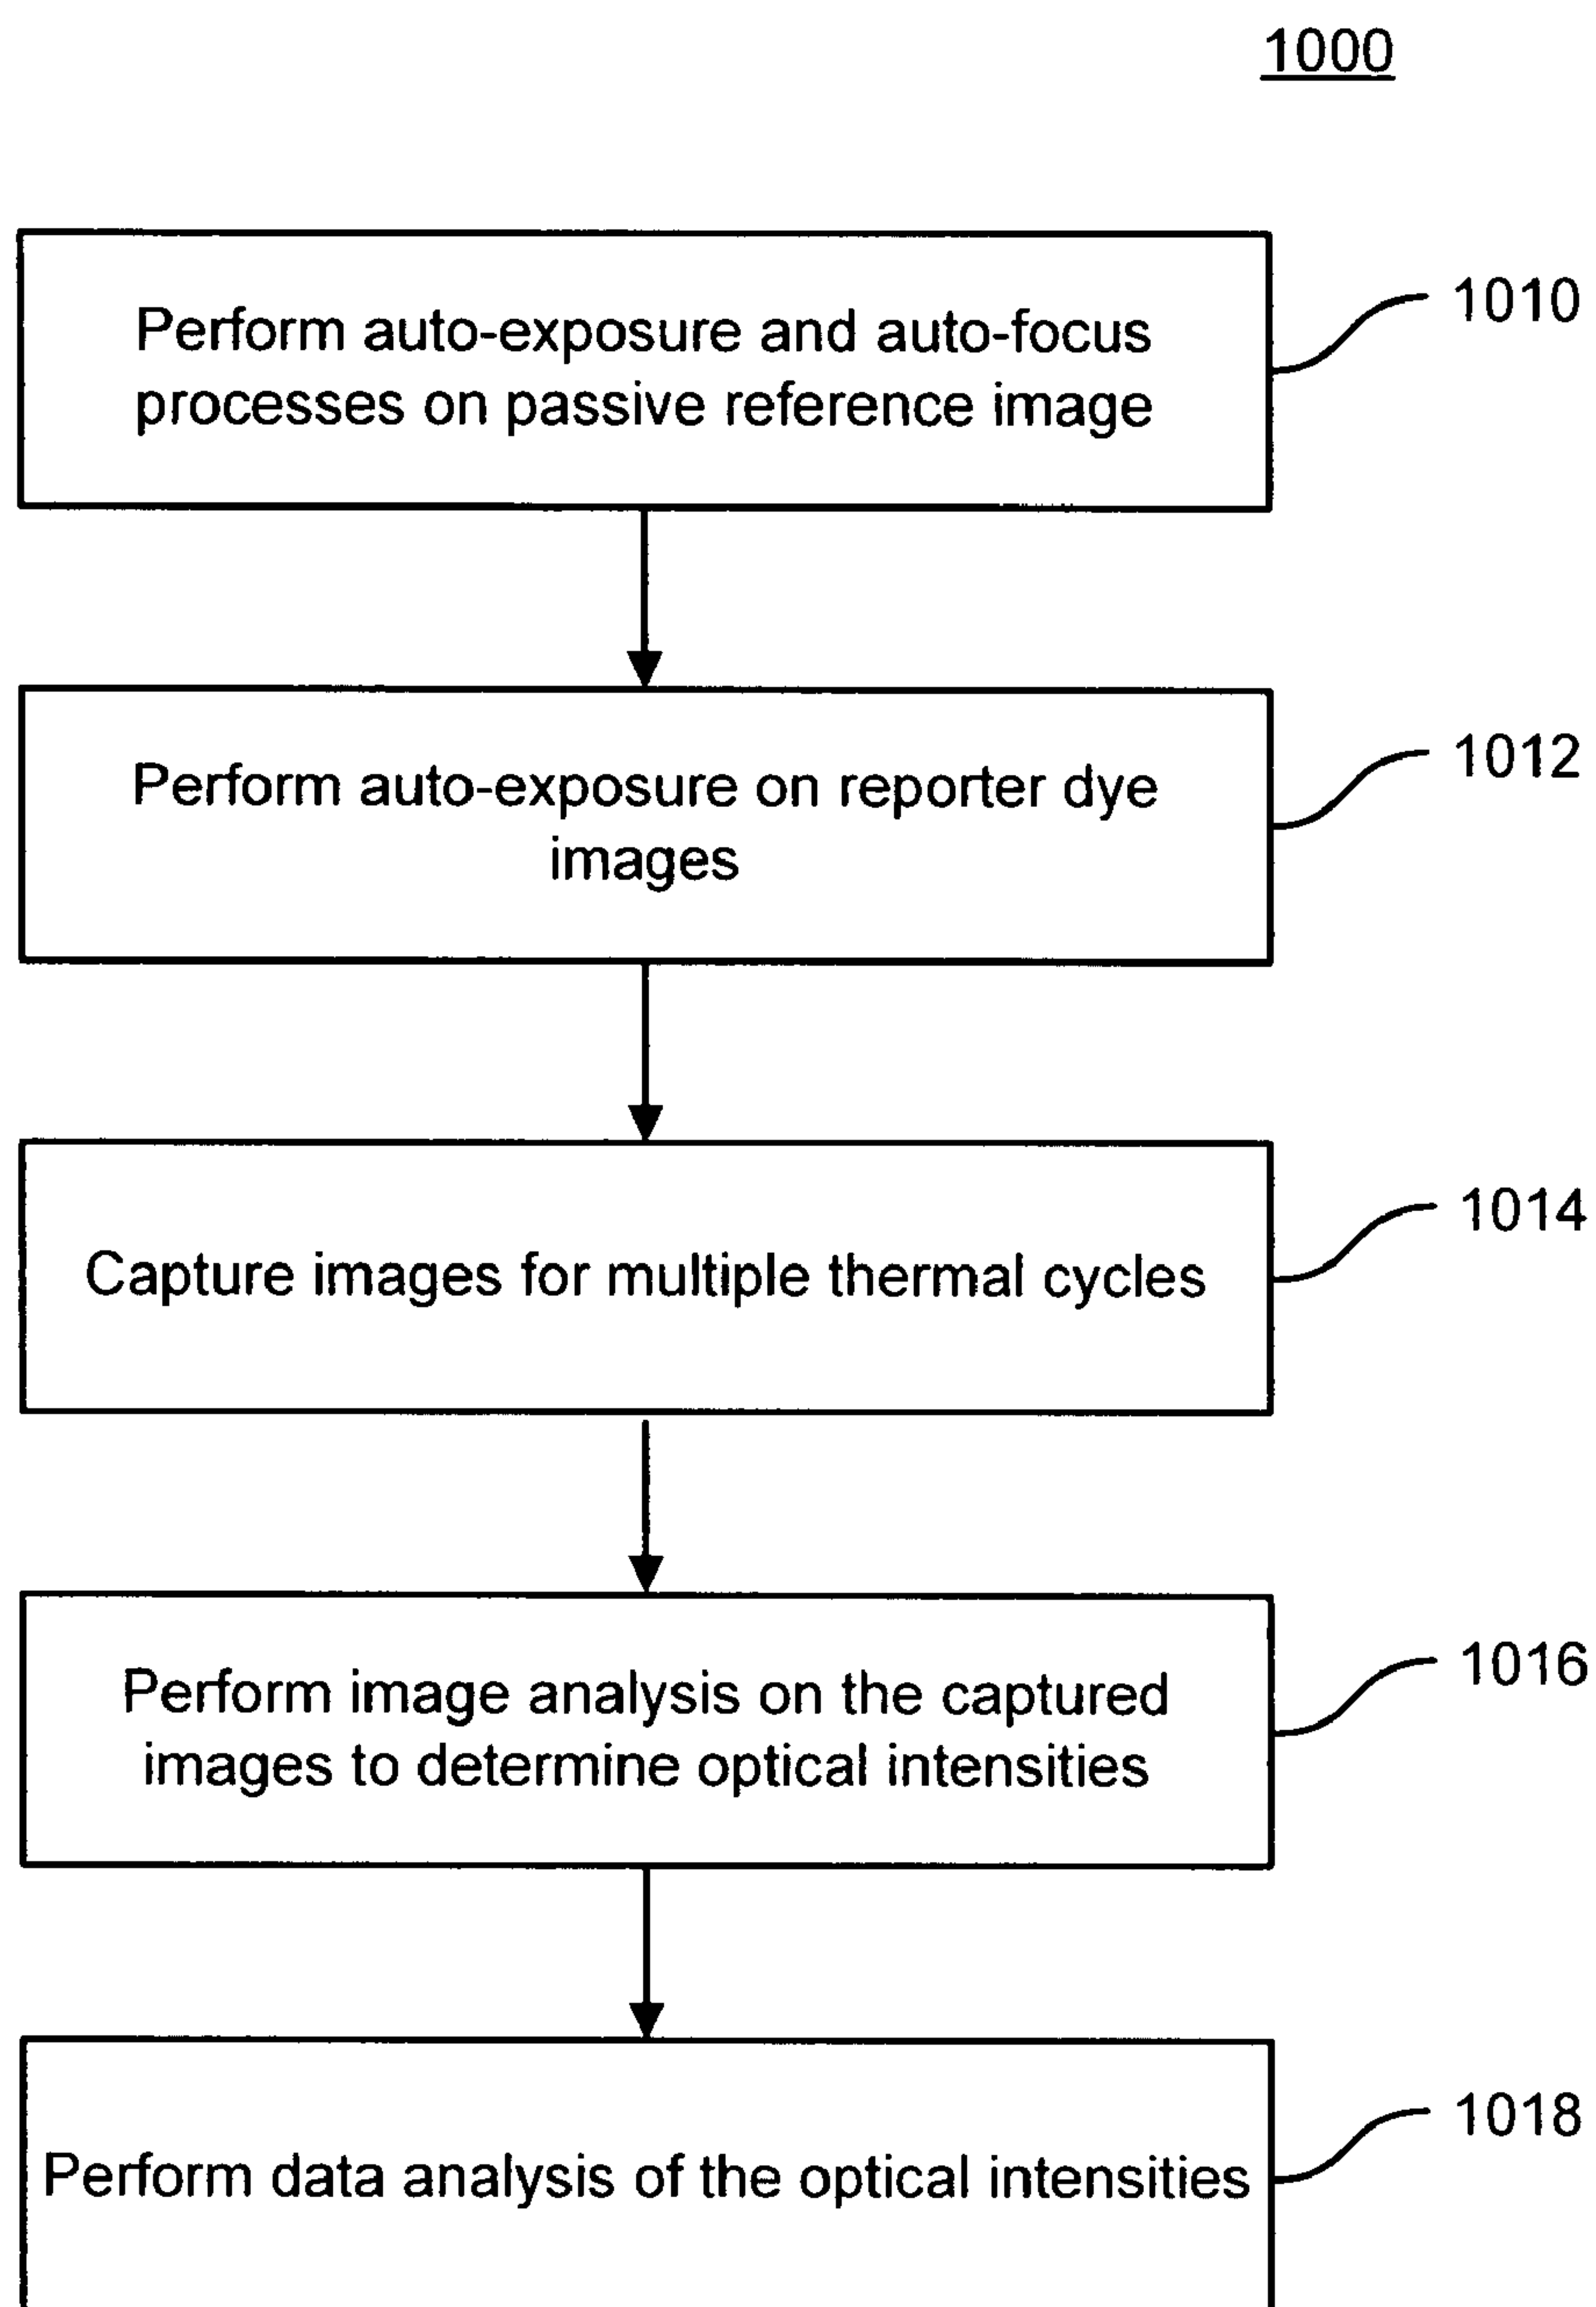 1000
Perform auto-exposure and auto-focus
processes on passive reference image
1010
Perform auto-exposure on reporter dye
images
1012
Capture images for multiple thermal cycles
1014
Perform image analysis on the captured
images to determine optical intensities
1016
Perform data analysis of the optical intensities
1018